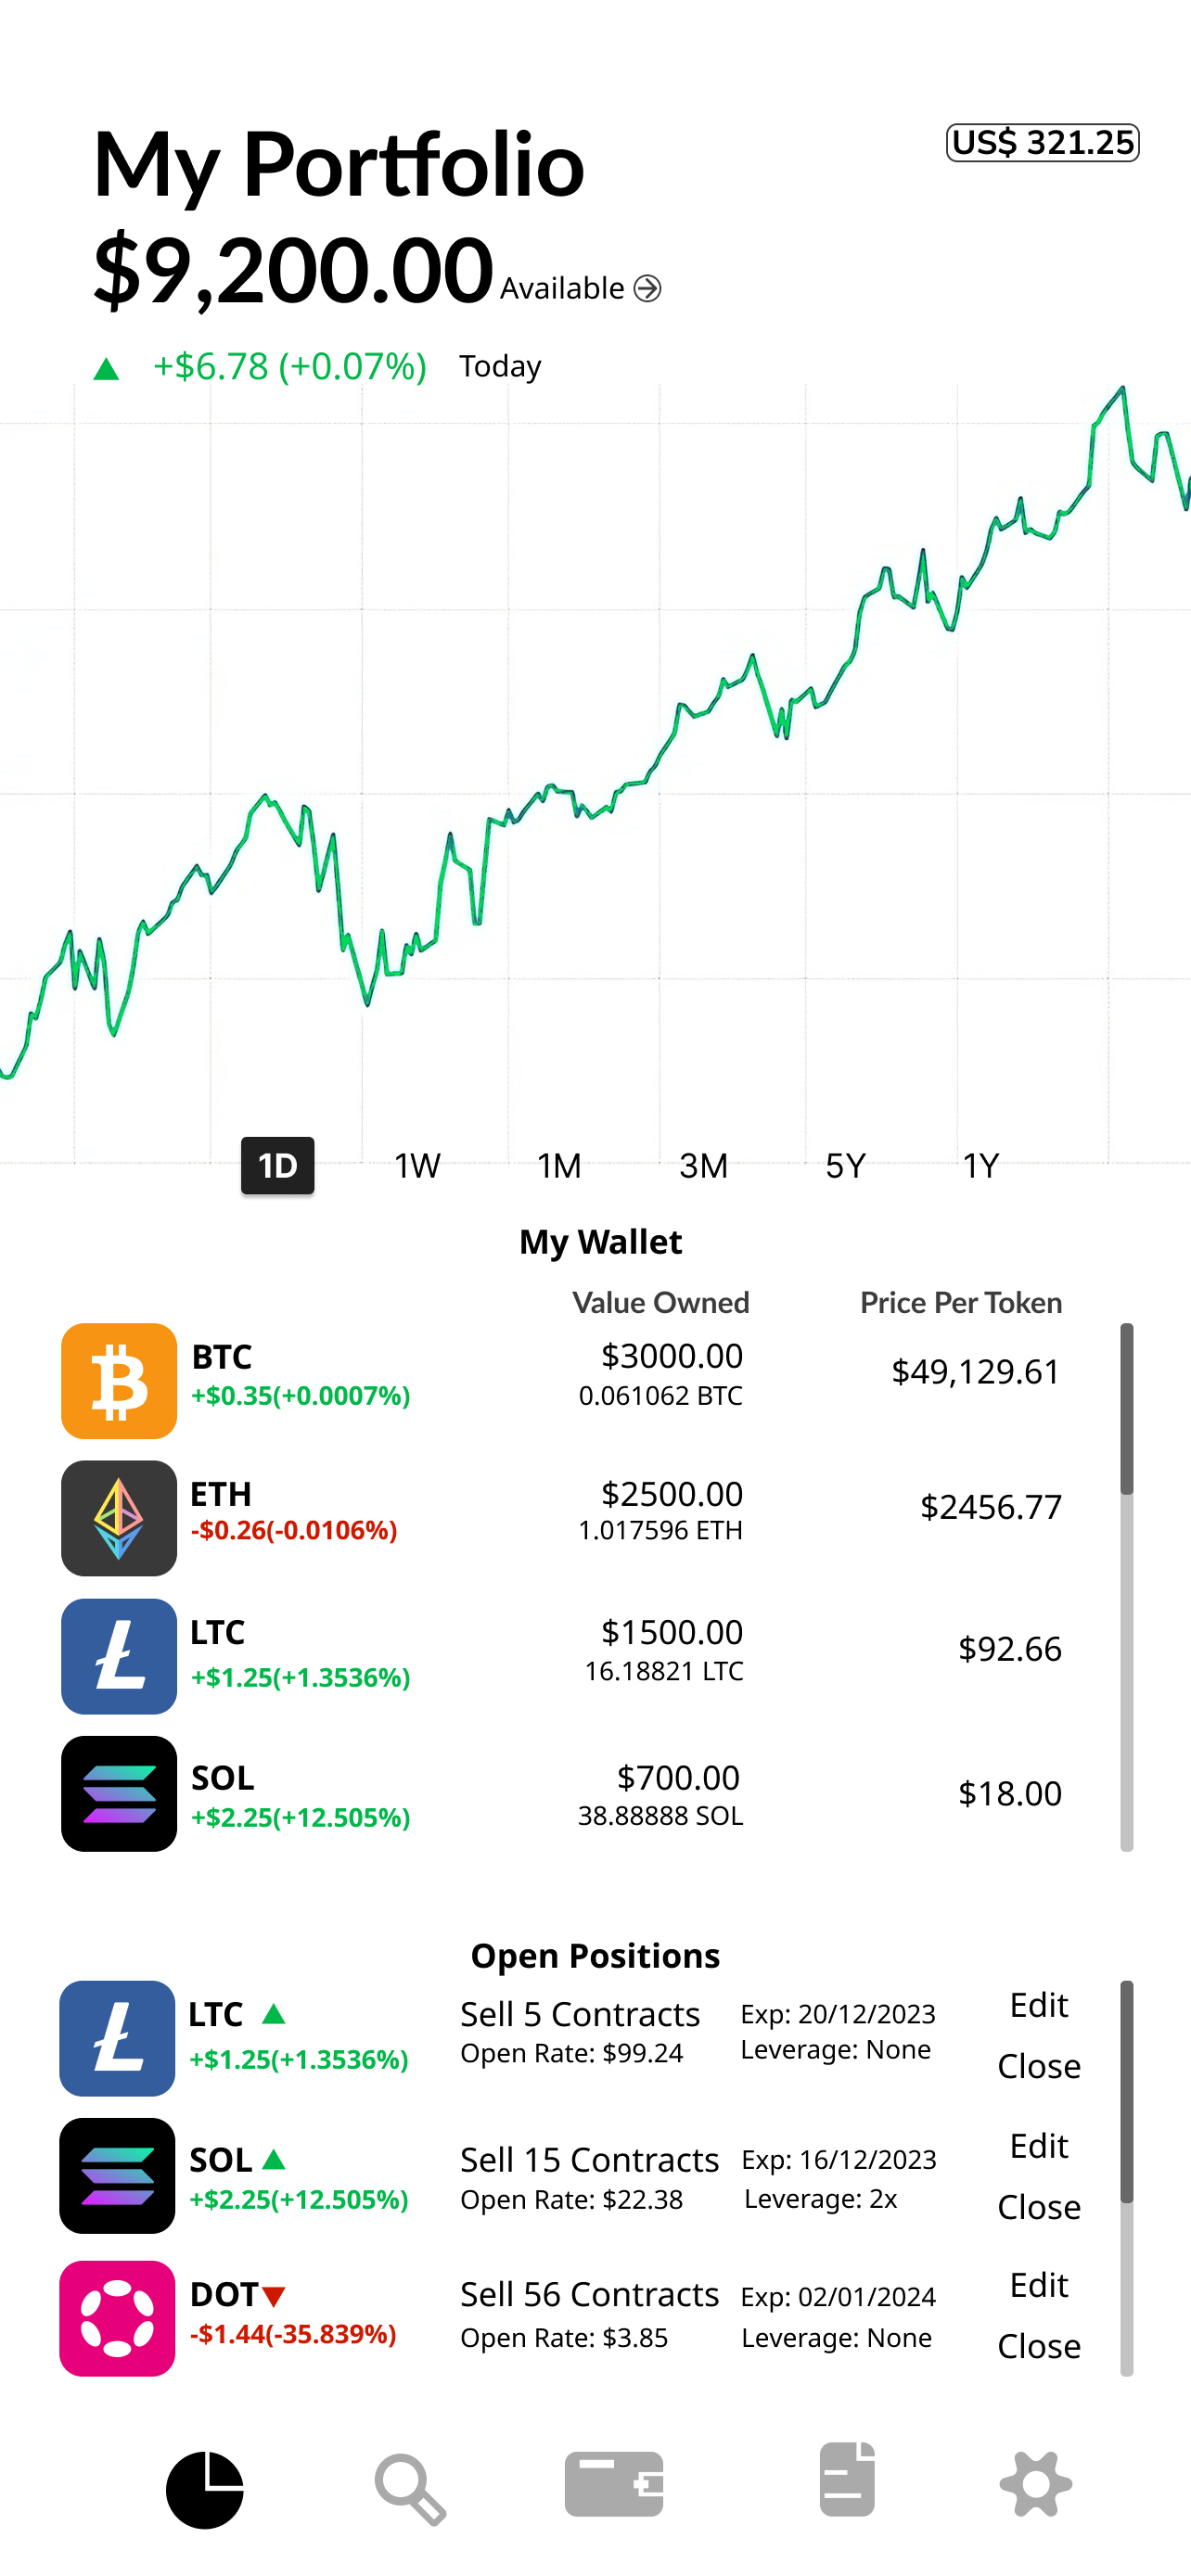 My Portfolio
US$ 321.25
$9,200.00 Available
+$6.78 (+0.07%) Today
1D 1W 1M 3M 5Y 1Y
My Wallet
Value Owned Price Per Token
BTC $3000.00 $49,129.61
+$0.35(+0.0007%) 0.061062 BTC
ETH $2500.00 $2456.77
-$0.26(-0.0106%) 1.017596 ETH
LTC $1500.00 $92.66
+$1.25(+1.3536%) 16.18821 LTC
SOL $700.00 $18.00
+$2.25(+12.505%) 38.88888 SOL
Open Positions
LTC Sell 5 Contracts Exp: 20/12/2023 Edit
+$1.25(+1.3536%) Open Rate: $99.24 Leverage: None Close
SOL Sell 15 Contracts Exp: 16/12/2023 Edit
+$2.25(+12.505%) Open Rate: $22.38 Leverage: 2x Close
DOT Sell 56 Contracts Exp: 02/01/2024 Edit
-$1.44(-35.839%) Open Rate: $3.85 Leverage: None Close